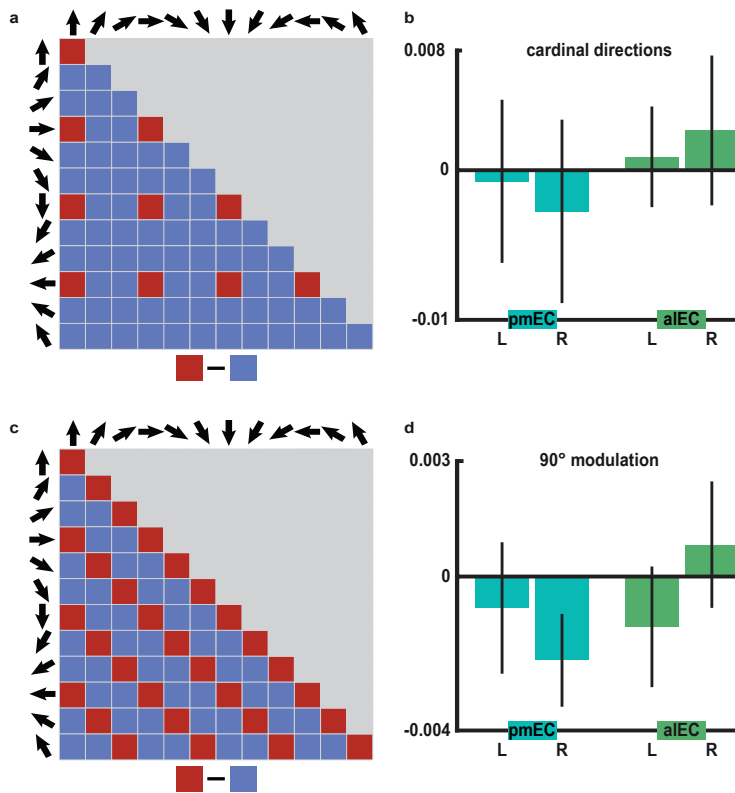 a
b
0.008
cardinal directions
0
-0.01
pmEC
alEC
L
R
L
R
c
d
0.003
90° modulation
0
-0.004
pmEC
alEC
L
R
L
R